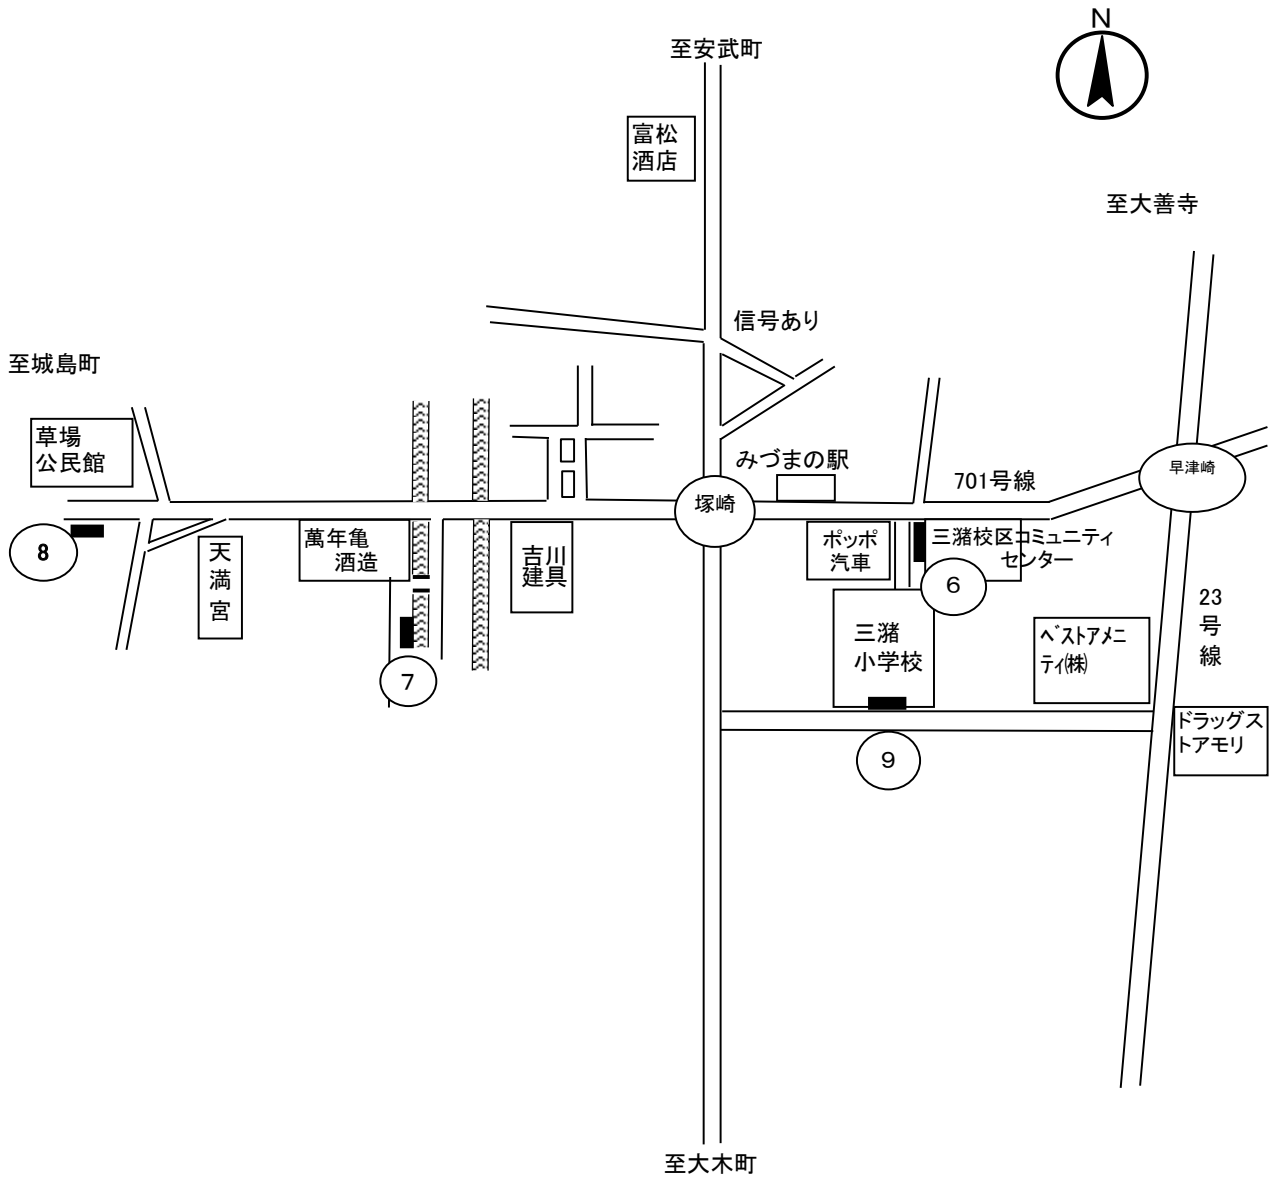 N
至安武町
富松
酒店
至大善寺
信号あり
至城島町
草場
公民館
みづまの駅
701号線
早津崎
塚崎
8
天
満
宮
萬年亀
酒造
吉川
建具
ポッポ
汽車
三潴校区コミュニティ
センター
6
23
号
線
三潴
小学校
ベストアメニ
ティ㈱
7
ドラッグス
トアモリ
9
至大木町